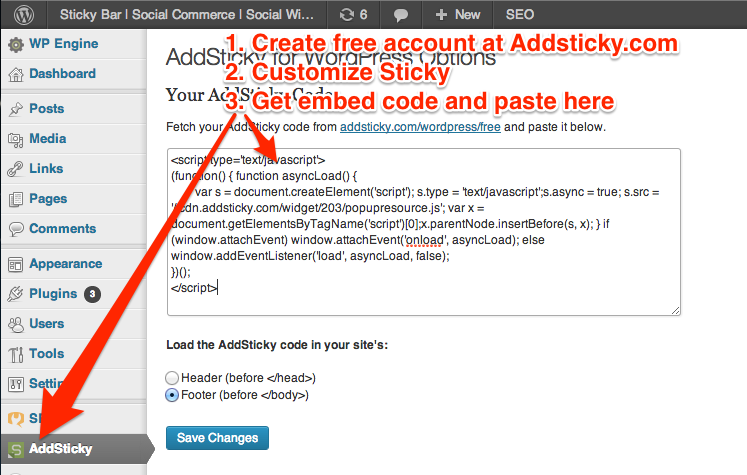 Sticky Bar | Social Commerce | Social Wi...
6
New
SEO
1. Create free account at Addsticky.com
AddSticky for WordPress Options
2. Customize Sticky
Your AddSticky Code
3. Get embed code and paste here
Fetch your AddSticky code from addsticky.com/wordpress/free and paste it below.
<script type='text/javascript'>
(function() { function asyncLoad() {
var s = document.createElement('script'); s.type = 'text/javascript';s.async = true; s.src =
cdn.addsticky.com/widget/203/popupresource.js'; var x =
document.getElementsByTagName('script')[0];x.parentNode.insertBefore(s, x); } if
(window.attachEvent) window.attachEvent('onload', asyncLoad); else
window.addEventListener('load', asyncLoad, false);
})();
</script>
Load the AddSticky code in your site's:
Header (before </head>)
Footer (before </body>)
Save Changes
WP Engine
Dashboard
Posts
Media
Links
Pages
Comments
Appearance
Plugins 3
Users
Tools
Settin
AddSticky